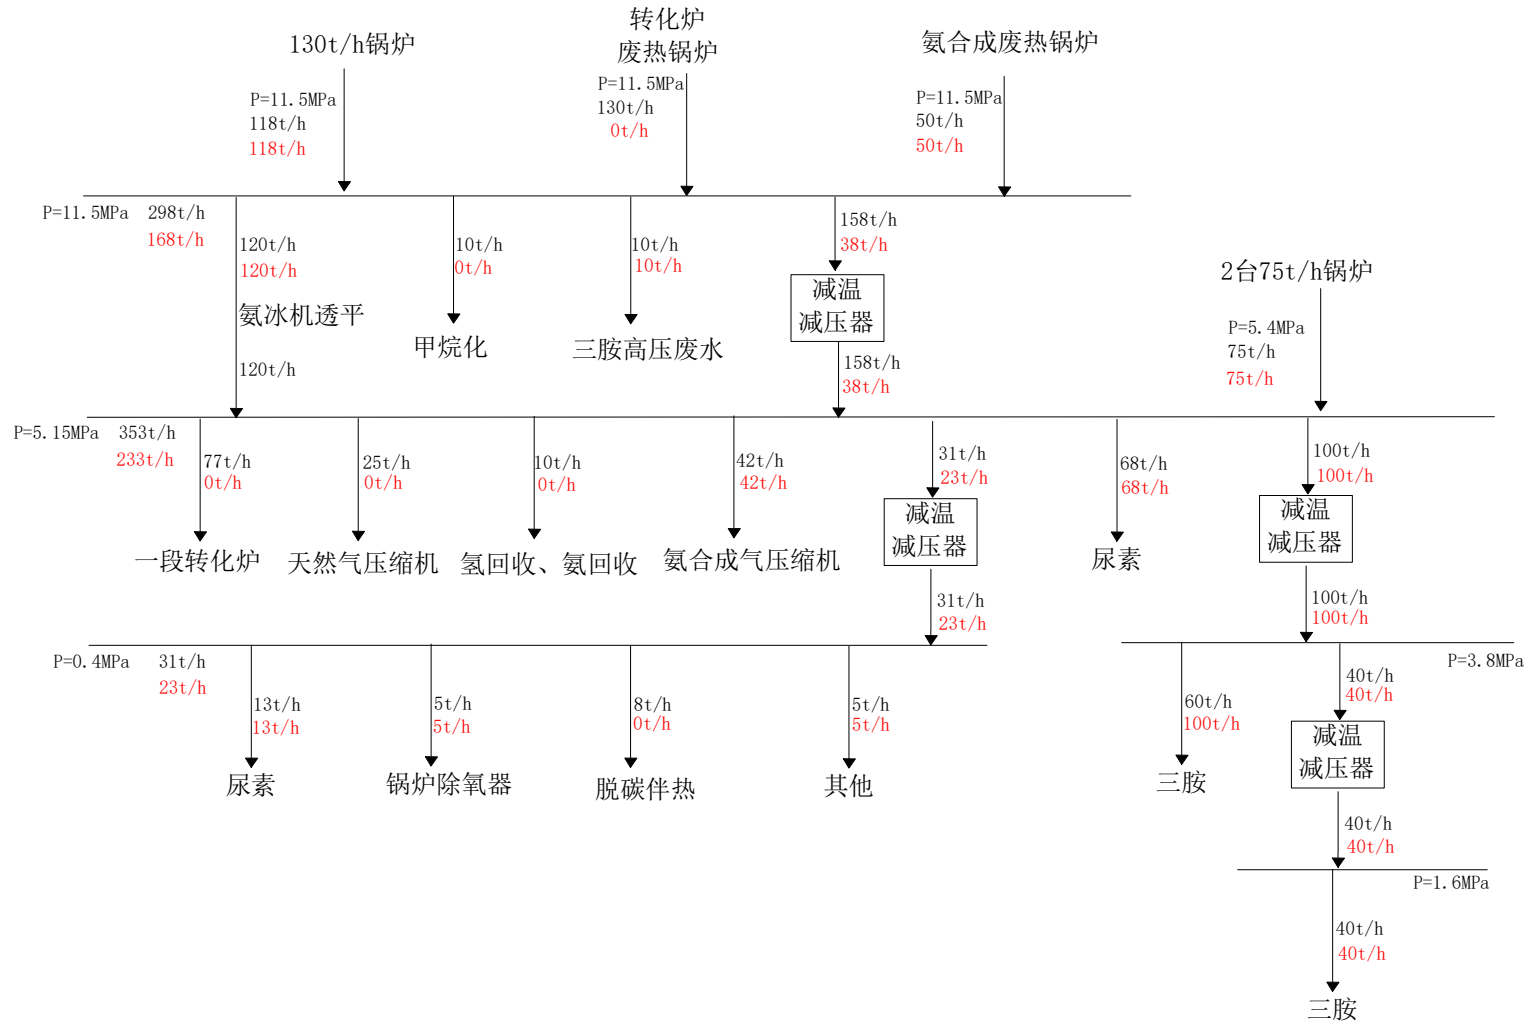 130t/h锅炉
P=11.5MPa
118t/h
118t/h
转化炉
废热锅炉
P=11.5MPa
130t/h
0t/h
氨合成废热锅炉
P=11.5MPa
50t/h
50t/h
P=11.5MPa
298t/h
168t/h
120t/h
120t/h
氨冰机透平
120t/h
10t/h
0t/h
甲烷化
10t/h
10t/h
三胺高压废水
158t/h
38t/h
减温
减压器
158t/h
38t/h
2台75t/h锅炉
P=5.4MPa
75t/h
75t/h
P=5.15MPa
353t/h
233t/h
77t/h
0t/h
一段转化炉
25t/h
0t/h
天然气压缩机
10t/h
0t/h
氢回收、氨回收
42t/h
42t/h
氨合成气压缩机
31t/h
23t/h
减温
减压器
31t/h
23t/h
68t/h
68t/h
尿素
100t/h
100t/h
减温
减压器
100t/h
100t/h
P=0.4MPa
31t/h
23t/h
13t/h
13t/h
尿素
5t/h
5t/h
锅炉除氧器
8t/h
0t/h
脱碳伴热
5t/h
5t/h
其他
P=3.8MPa
60t/h
100t/h
三胺
40t/h
40t/h
减温
减压器
40t/h
40t/h
P=1.6MPa
40t/h
40t/h
三胺